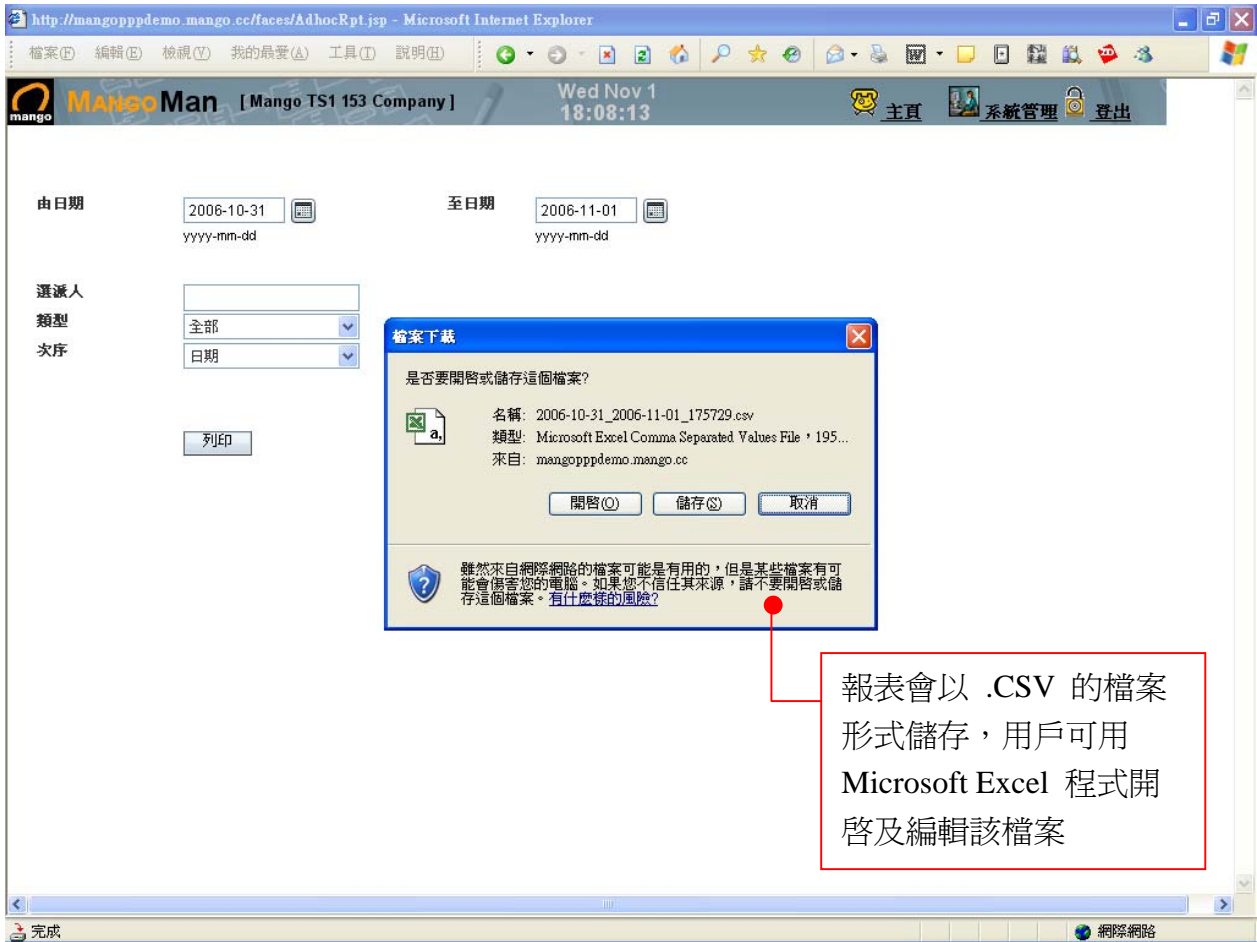 http://mangopppdemo.mango.cc/faces/AdhocRpt.jsp - Microsoft Internet Explorer
檔案(F) 編輯(E) 檢視(V) 我的最愛(A) 工具(T) 說明(H)
mango MANGOMan [ Mango TS1 153 Company ] Wed Nov 1 主頁 系統管理 登出
18:08:13
由日期 2006-10-31 至日期 2006-11-01
yyyy-mm-dd yyyy-mm-dd
選派人
類型 全部
次序 日期
列印
檔案下載
是否要開啓或儲存這個檔案?
名稱: 2006-10-31_2006-11-01_175729.csv
類型: Microsoft Excel Comma Separated Values File，195...
來自: mangopppdemo.mango.cc
開啓(O) 儲存(S) 取消
雖然來自網際網路的檔案可能是有用的，但是某些檔案有可
能會傷害您的電腦。如果您不信任其來源，請不要開啓或儲
存這個檔案。有什麼樣的風險?
報表會以 .CSV 的檔案
形式儲存，用戶可用
Microsoft Excel 程式開
啓及編輯該檔案
完成 網際網路